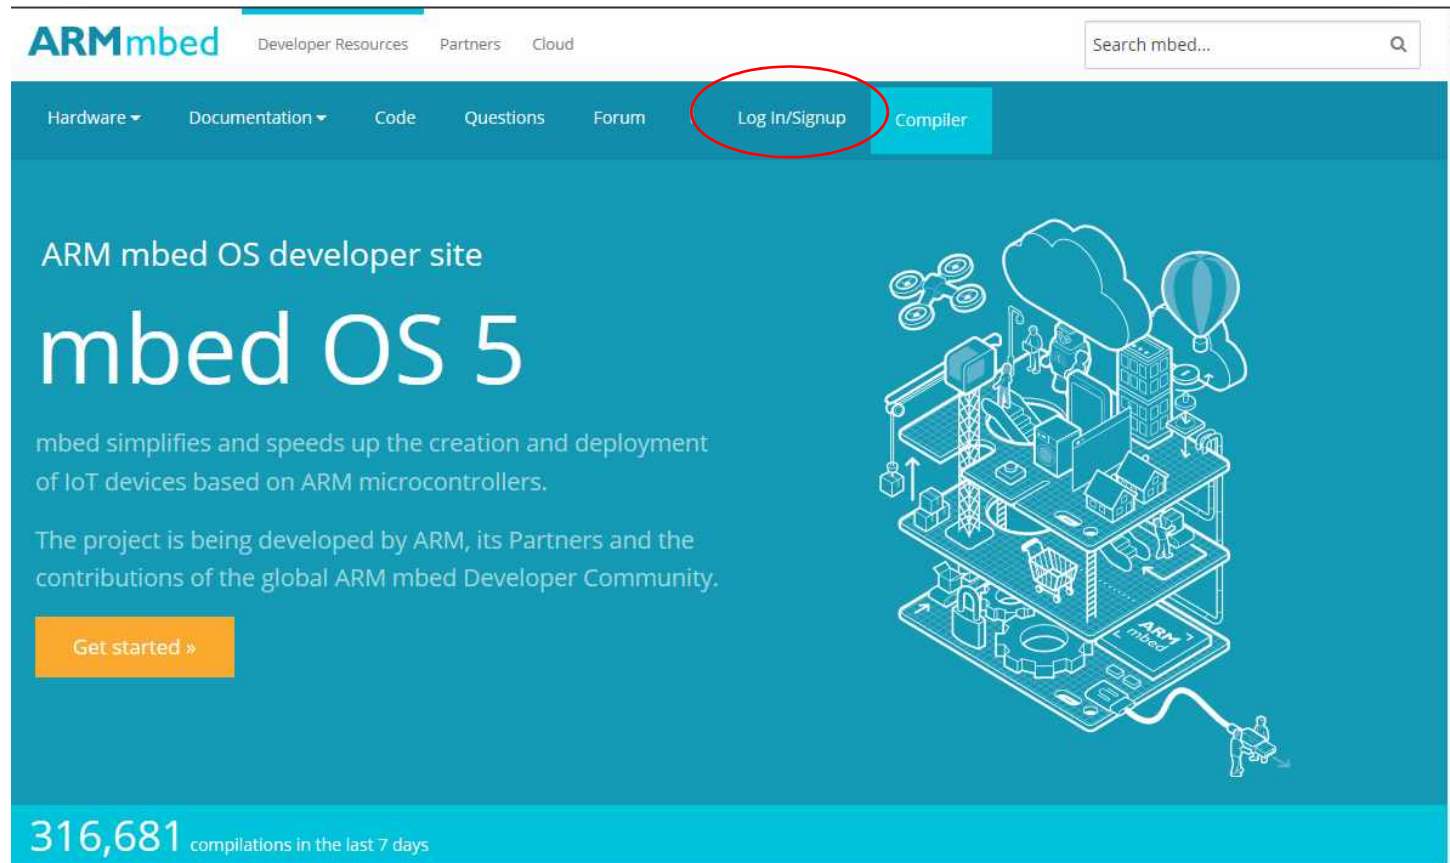 ARMmbed Developer Resources Partners Cloud Search mbed...
Hardware Documentation Code Questions Forum Log In/Signup Compiler
ARM mbed OS developer site
mbed OS 5
mbed simplifies and speeds up the creation and deployment
of IoT devices based on ARM microcontrollers.
The project is being developed by ARM, its Partners and the
contributions of the global ARM mbed Developer Community.
ARM
mbed
Get started »
316,681 compilations in the last 7 days